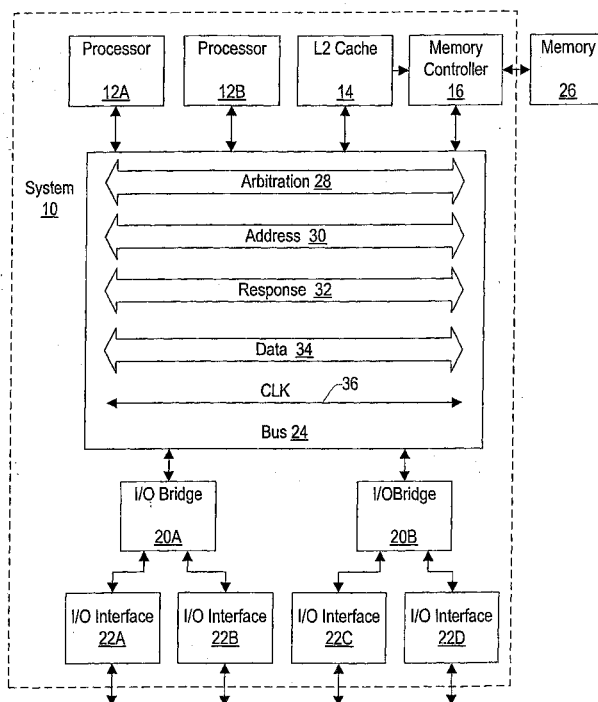 Processor
12A
Processor
12B
L2 Cache
14
Memory
Controller
16
Memory
26
System
10
Arbitration 28
Address 30
Response 32
Data 34
CLK
36
Bus 24
I/O Bridge
20A
I/OBridge
20B
I/O Interface
22A
I/O Interface
22B
I/O Interface
22C
I/O Interface
22D